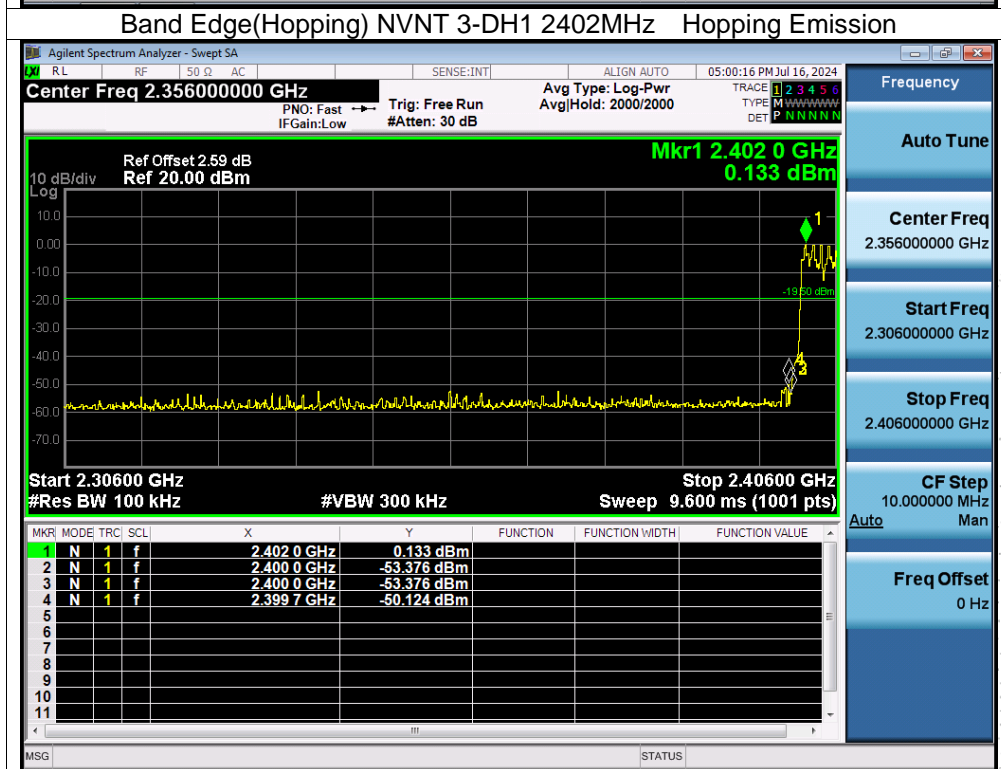 Band Edge(Hopping) NVNT 3-DH1 2402MHz Hopping Emission
Agilent Spectrum Analyzer - Swept SA
LXI RL RF 50 Ω AC SENSE:INT ALIGN AUTO 05:00:16 PM Jul 16, 2024
Center Freq 2.356000000 GHz
PNO: Fast
IFGain:Low
Trig: Free Run
#Atten: 30 dB
Avg Type: Log-Pwr
Avg|Hold: 2000/2000
TRACE 1 2 3 4 5 6
TYPE M WWWWW
DET P N N N N N
Frequency
Auto Tune
Center Freq
2.356000000 GHz
Start Freq
2.306000000 GHz
Stop Freq
2.406000000 GHz
CF Step
10.000000 MHz
Auto Man
Freq Offset
0 Hz
Ref Offset 2.59 dB
10 dB/div Ref 20.00 dBm
Log
Mkr1 2.402 0 GHz
0.133 dBm
10.0
0.00
-10.0
-20.0
-30.0
-40.0
-50.0
-60.0
-70.0
1
-19.50 dBm
4
3
Start 2.30600 GHz Stop 2.40600 GHz
#Res BW 100 kHz #VBW 300 kHz Sweep 9.600 ms (1001 pts)
MKR MODE TRC SCL X Y FUNCTION FUNCTION WIDTH FUNCTION VALUE
1 N 1 f 2.402 0 GHz 0.133 dBm
2 N 1 f 2.400 0 GHz -53.376 dBm
3 N 1 f 2.400 0 GHz -53.376 dBm
4 N 1 f 2.399 7 GHz -50.124 dBm
5
6
7
8
9
10
11
MSG STATUS